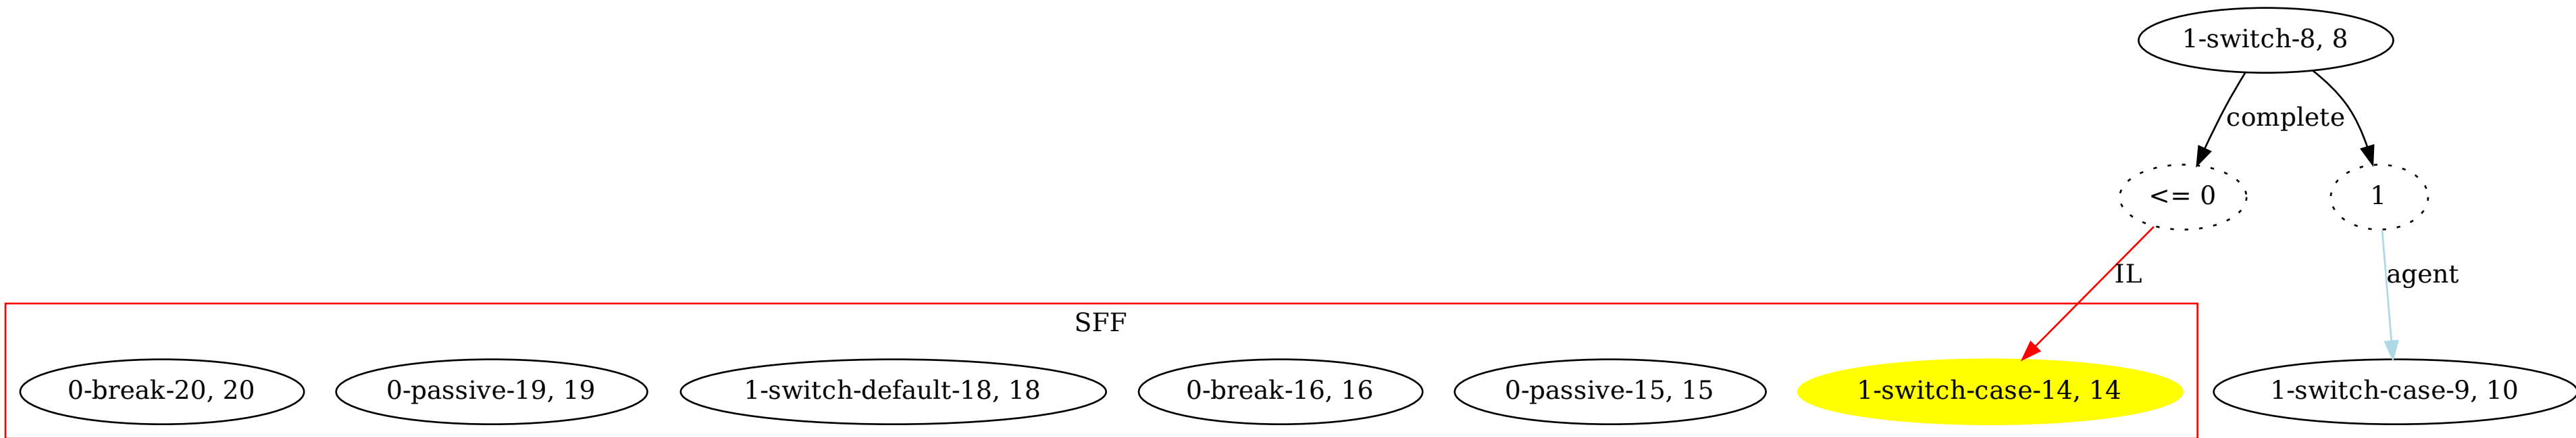 1-switch-8, 8
complete
<= 0
1
IL
agent
SFF
0-break-20, 20
0-passive-19, 19
1-switch-default-18, 18
0-break-16, 16
0-passive-15, 15
1-switch-case-14, 14
1-switch-case-9, 10